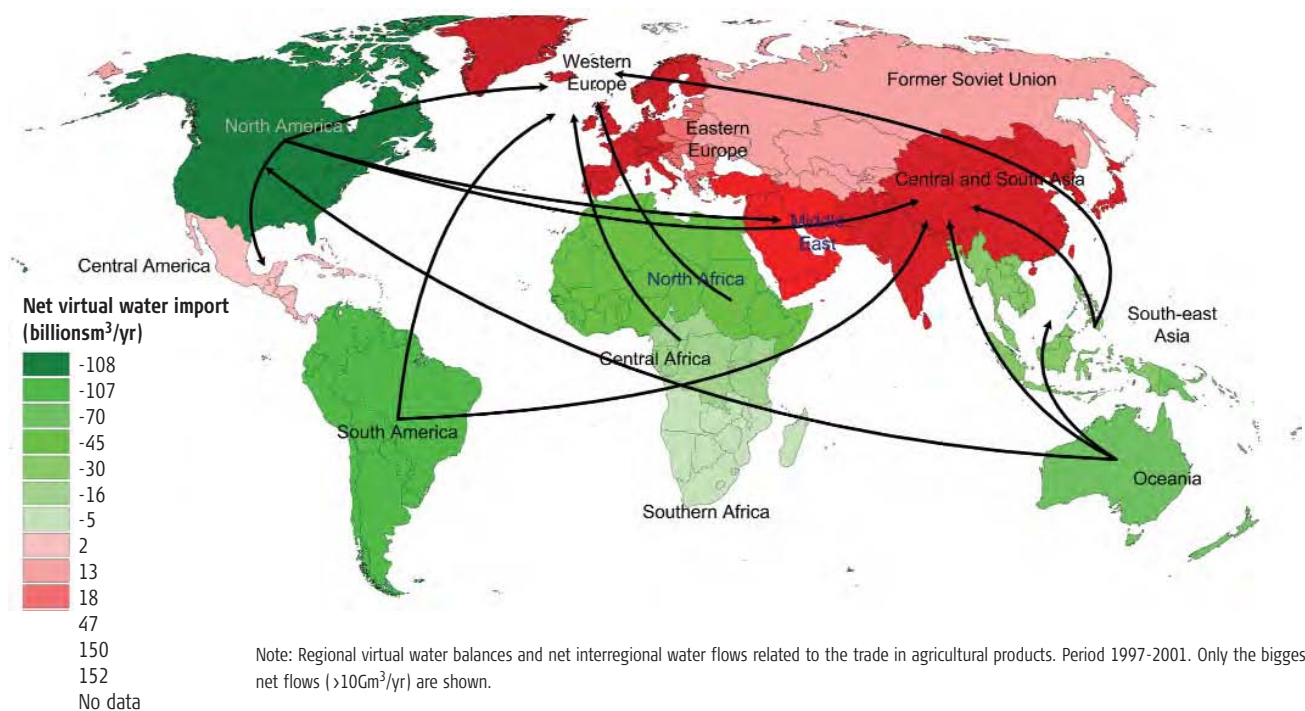 Western
Europe
Former Soviet Union
North America
Eastern
Europe
Central and South Asia
Middle
East
Central America
North Africa
Net virtual water import
(billionsm³/yr)
South-east
Asia
Central Africa
-108
-107
-70
-45
-30
-16
-5
2
13
18
47
150
152
No data
South America
Oceania
Southern Africa
Note: Regional virtual water balances and net interregional water flows related to the trade in agricultural products. Period 1997-2001. Only the bigges
net flows (›10Gm³/yr) are shown.